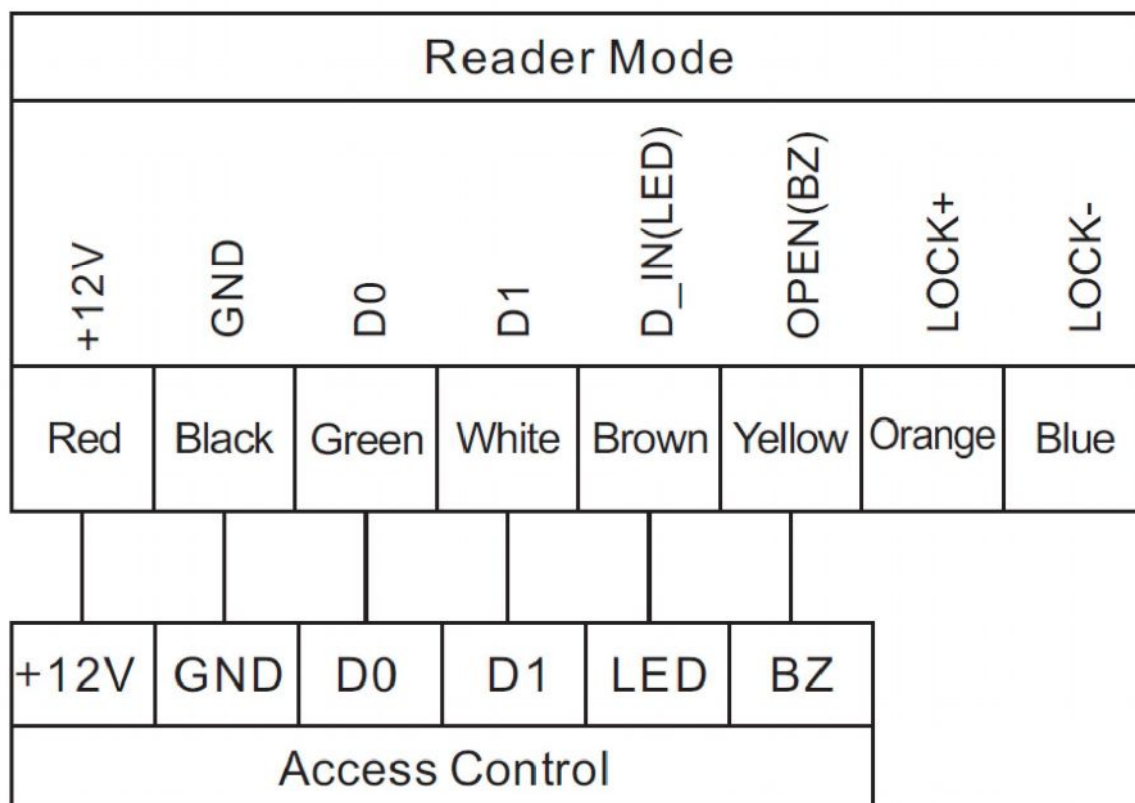 Reader Mode
+12V GND D0 D1 D_IN(LED) OPEN(BZ) LOCK+ LOCK-
Red Black Green White Brown Yellow Orange Blue
+12V GND D0 D1 LED BZ
Access Control